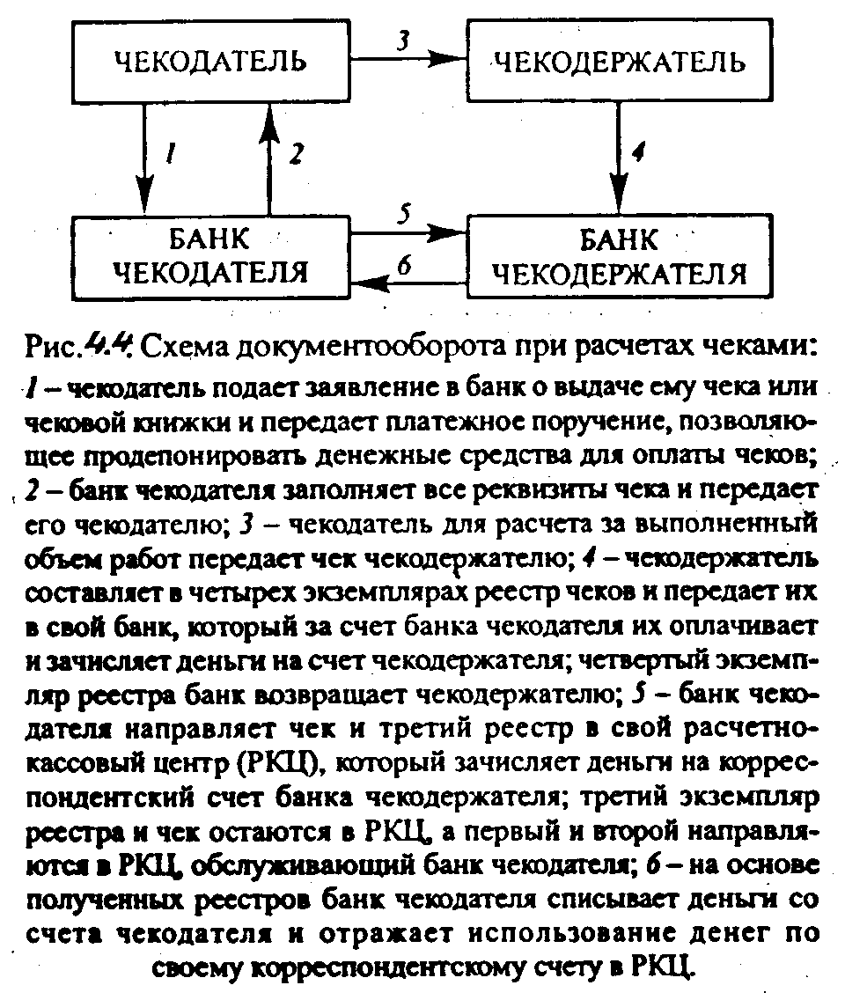 3
ЧЕКОДАТЕЛЬ
ЧЕКОДЕРЖАТЕЛЬ
1
2
4
БАНК
ЧЕКОДАТЕЛЯ
5
6
БАНК
ЧЕКОДЕРЖАТЕЛЯ
Рис.4.4. Схема документооборота при расчетах чеками:
1 – чекодатель подает заявление в банк о выдаче ему чека или
чековой книжки и передает платежное поручение, позволяю-
щее продепонировать денежные средства для оплаты чеков;
2 – банк чекодателя заполняет все реквизиты чека и передает
его чекодателю; 3 – чекодатель для расчета за выполненный
объем работ передает чек чекодержателю; 4 – чекодержатель
составляет в четырех экземплярах реестр чеков и передает их
в свой банк, который за счет банка чекодателя их оплачивает
и зачисляет деньги на счет чекодержателя; четвертый экземп-
ляр реестра банк возвращает чекодержателю; 5 – банк чеко-
дателя направляет чек и третий реестр в свой расчетно-
кассовый центр (РКЦ), который зачисляет деньги на коррес-
пондентский счет банка чекодержателя; третий экземпляр
реестра и чек остаются в РКЦ, а первый и второй направля-
ются в РКЦ, обслуживающий банк чекодателя; 6 – на основе
полученных реестров банк чекодателя списывает деньги со
счета чекодателя и отражает использование денег по
своему корреспондентскому счету в РКЦ.